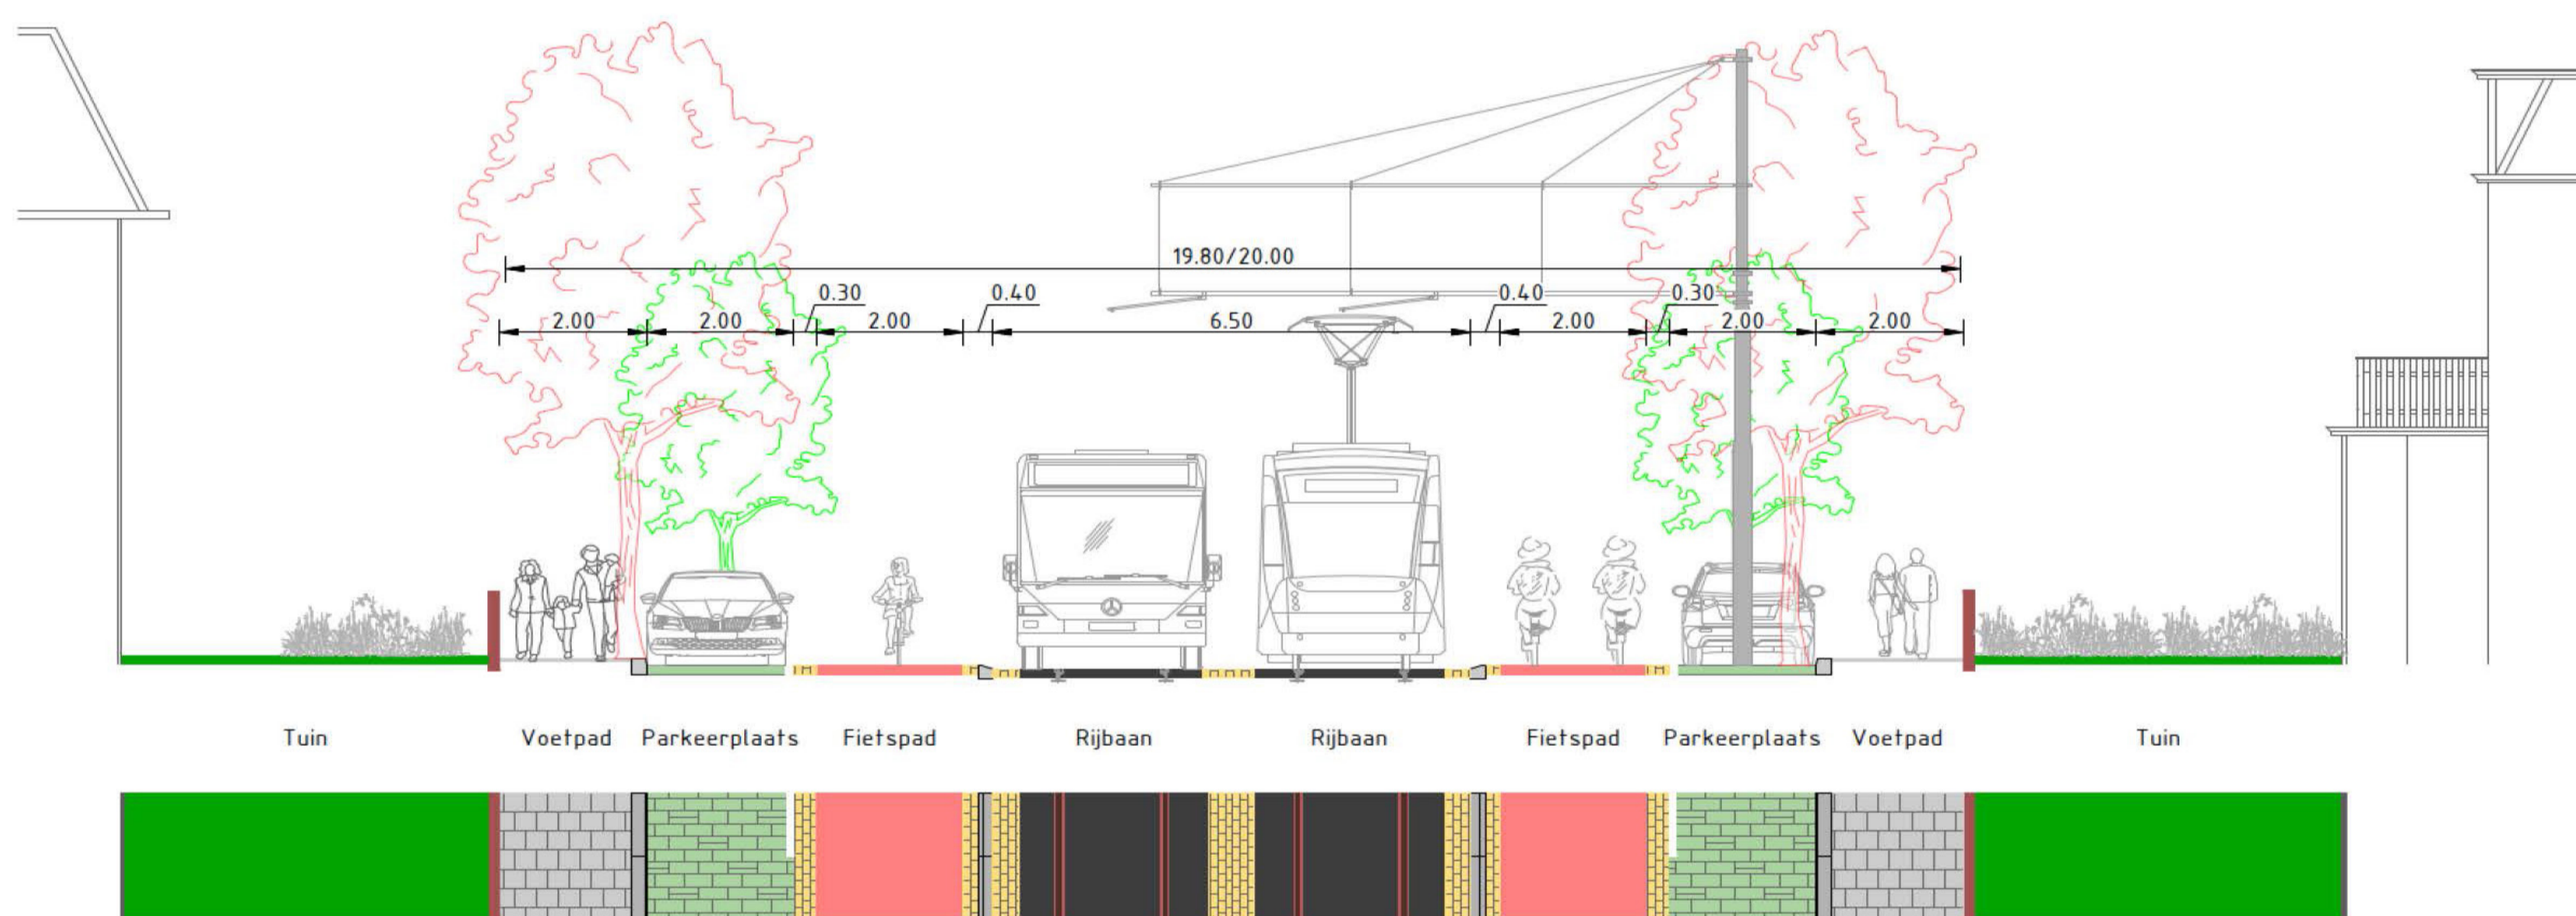 19.80/20.00
0.30 0.40 0.40 0.30
2.00 2.00 2.00 6.50 2.00 2.00 2.00
Tuin Voetpad Parkeerplaats Fietspad Rijbaan Rijbaan Fietspad Parkeerplaats Voetpad Tuin